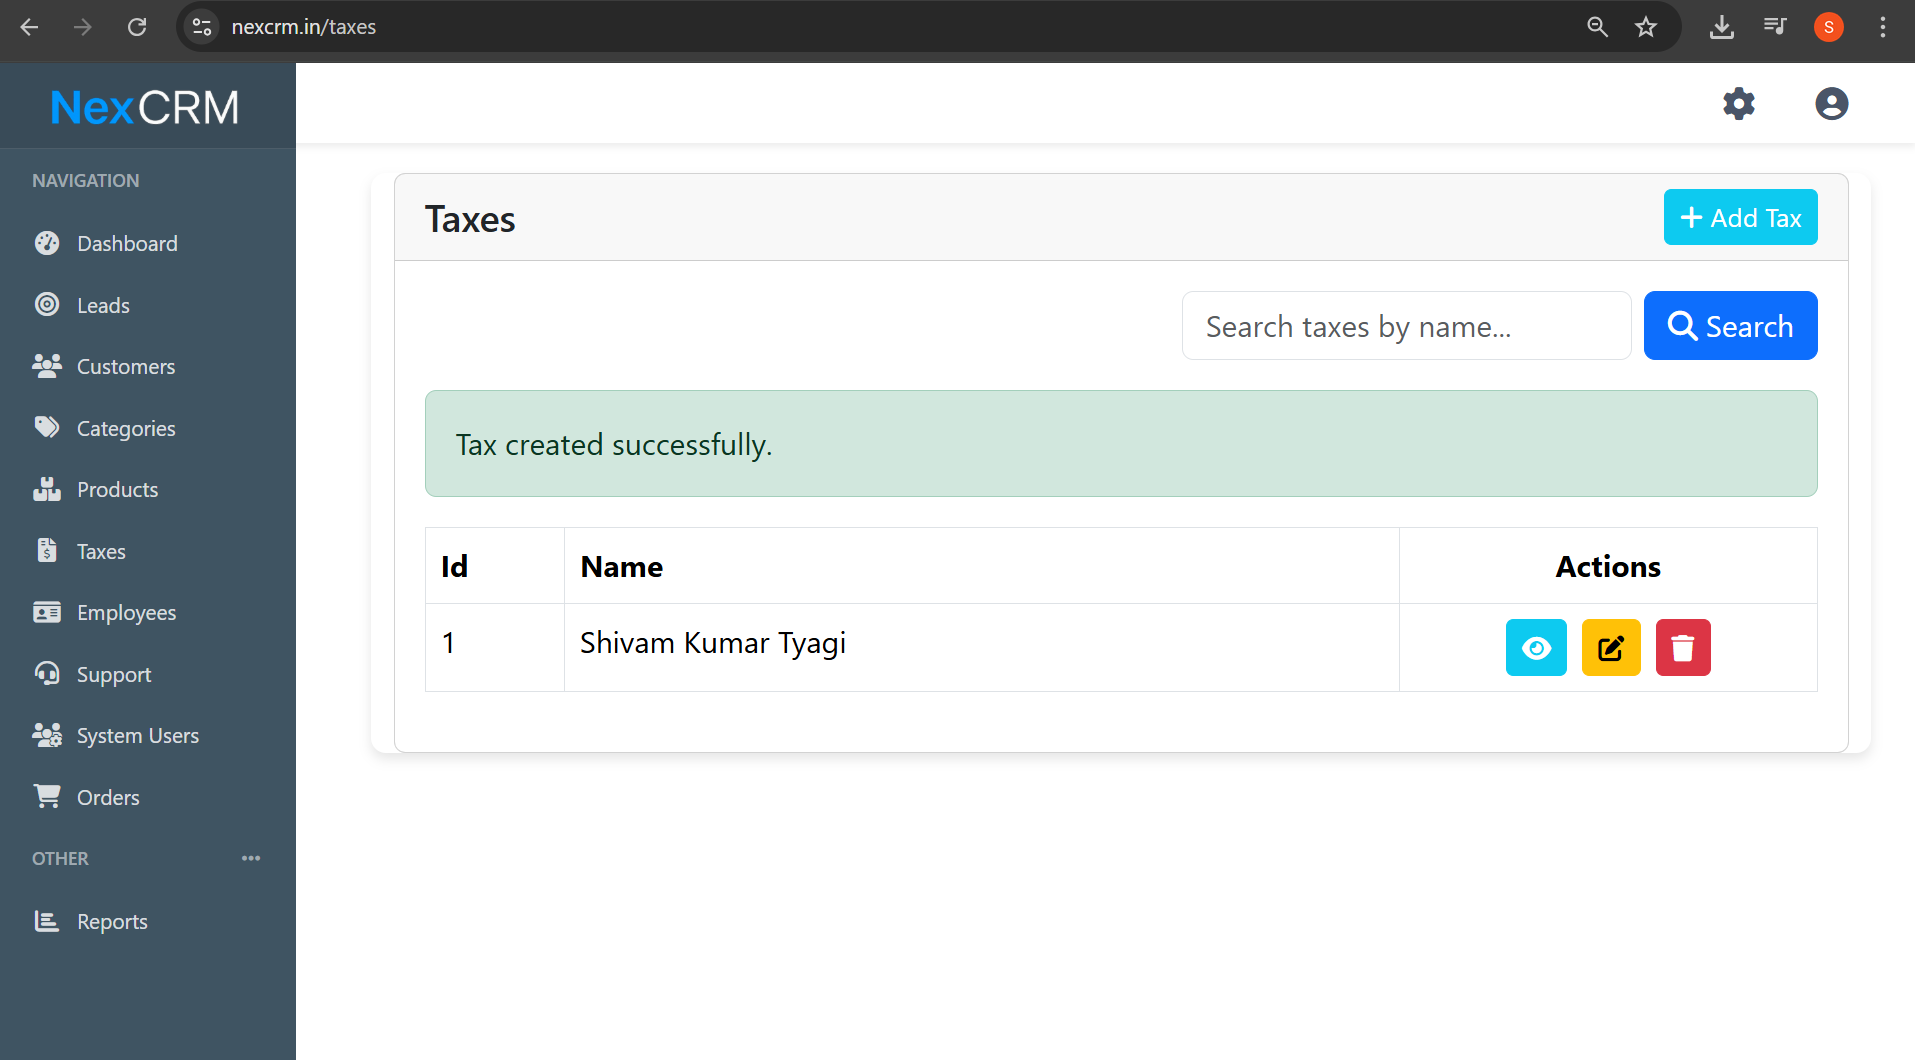 nexcrm.in/taxes
S
NexCRM
NAVIGATION
Dashboard
Leads
Customers
Categories
Products
Taxes
Employees
Support
System Users
Orders
OTHER
Reports
Taxes
Add Tax
Search taxes by name...
Search
Tax created successfully.
Id Name Actions
1 Shivam Kumar Tyagi